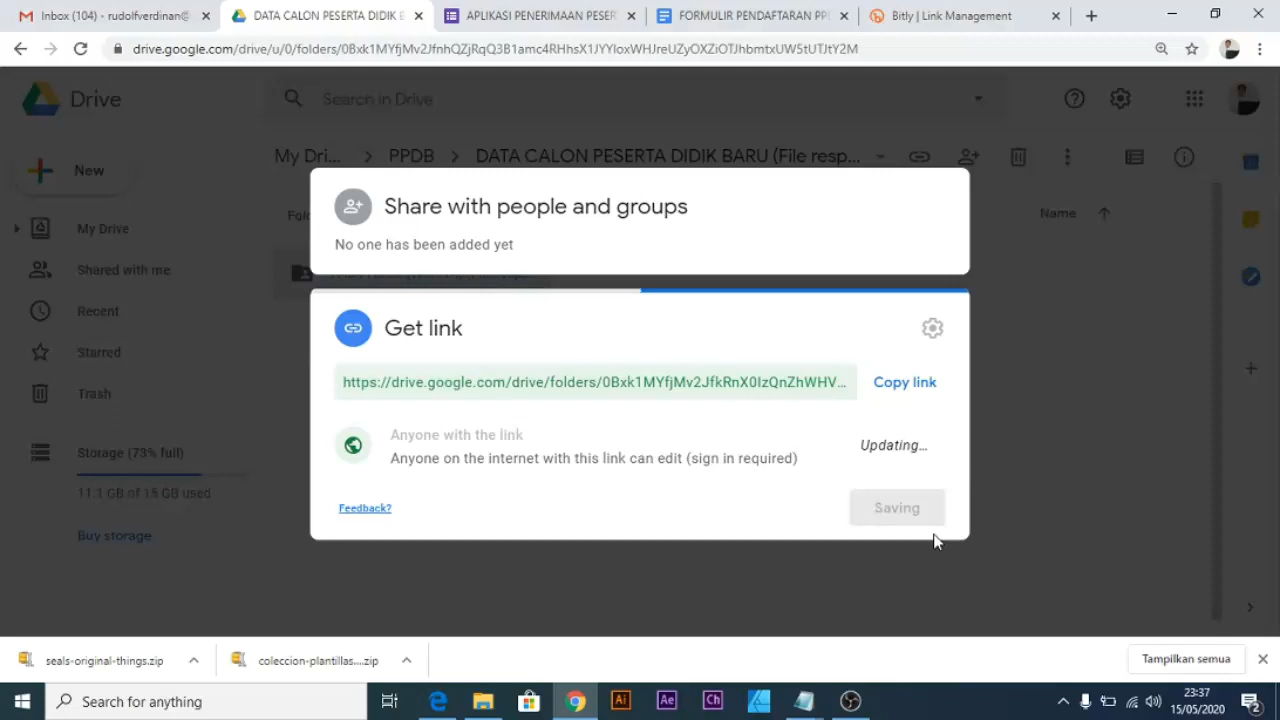 Inbox (104) - rudolfverdinan@
DATA CALON PESERTA DIDIK B
APLIKASI PENERIMAAN PESER
FORMULIR PENDAFTARAN PP
Bitly | Link Management
drive.google.com/drive/u/0/folders/0Bxk1MYfjMv2JfnhQZjRqQ3B1amc4RHhsX1JYYloxWHJreUZyOXZiOTJhbmtxUW5tUTJtY2M
Drive
Search in Drive
New
My Dri... > PPDB > DATA CALON PESERTA DIDIK BARU (File resp...
Share with people and groups
No one has been added yet
Name
My Drive
Shared with me
Recent
Starred
Trash
Storage (73% full)
11.1 GB of 15 GB used
Buy storage
Get link
https://drive.google.com/drive/folders/0Bxk1MYfjMv2JfkRnX0IzQnZhWHV...
Copy link
Anyone with the link
Anyone on the internet with this link can edit (sign in required)
Updating...
Feedback?
Saving
seals-original-things.zip
coleccion-plantillas....zip
Tampilkan semua
Search for anything
Ai
Ae
Ch
23:37
15/05/2020
2